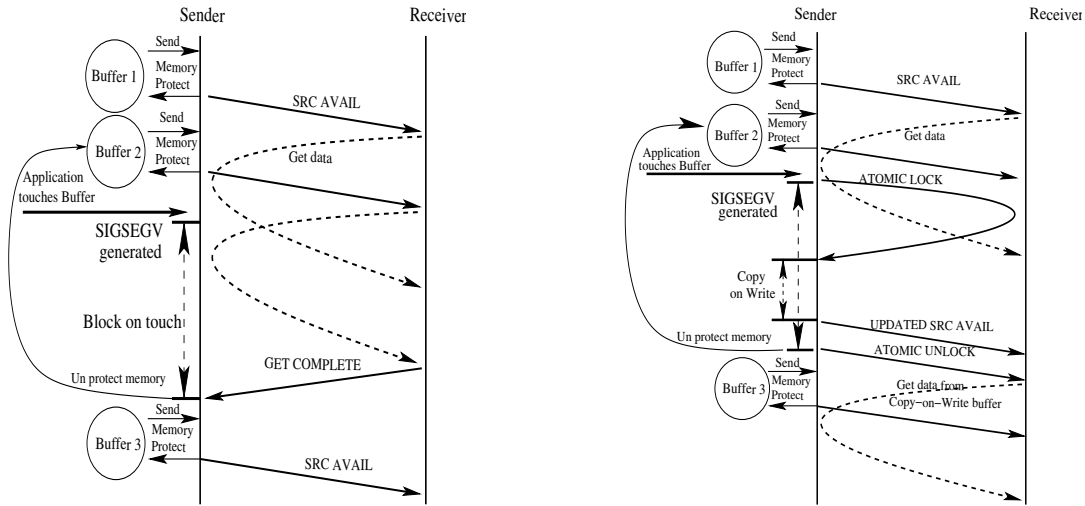 Sender
Receiver
Send
Buffer 1
Memory
Protect
SRC AVAIL
Send
Buffer 2
Memory
Protect
Get data
Application
touches Buffer
SIGSEGV
generated
Block on touch
GET COMPLETE
Un protect memory
Send
Buffer 3
Memory
Protect
SRC AVAIL
Sender
Receiver
Send
Buffer 1
Memory
Protect
SRC AVAIL
Send
Buffer 2
Memory
Protect
Get data
Application
touches Buffer
ATOMIC LOCK
SIGSEGV
generated
Copy
on Write
UPDATED SRC AVAIL
Un protect memory
ATOMIC UNLOCK
Send
Buffer 3
Memory
Protect
Get data from
Copy-on-Write buffer